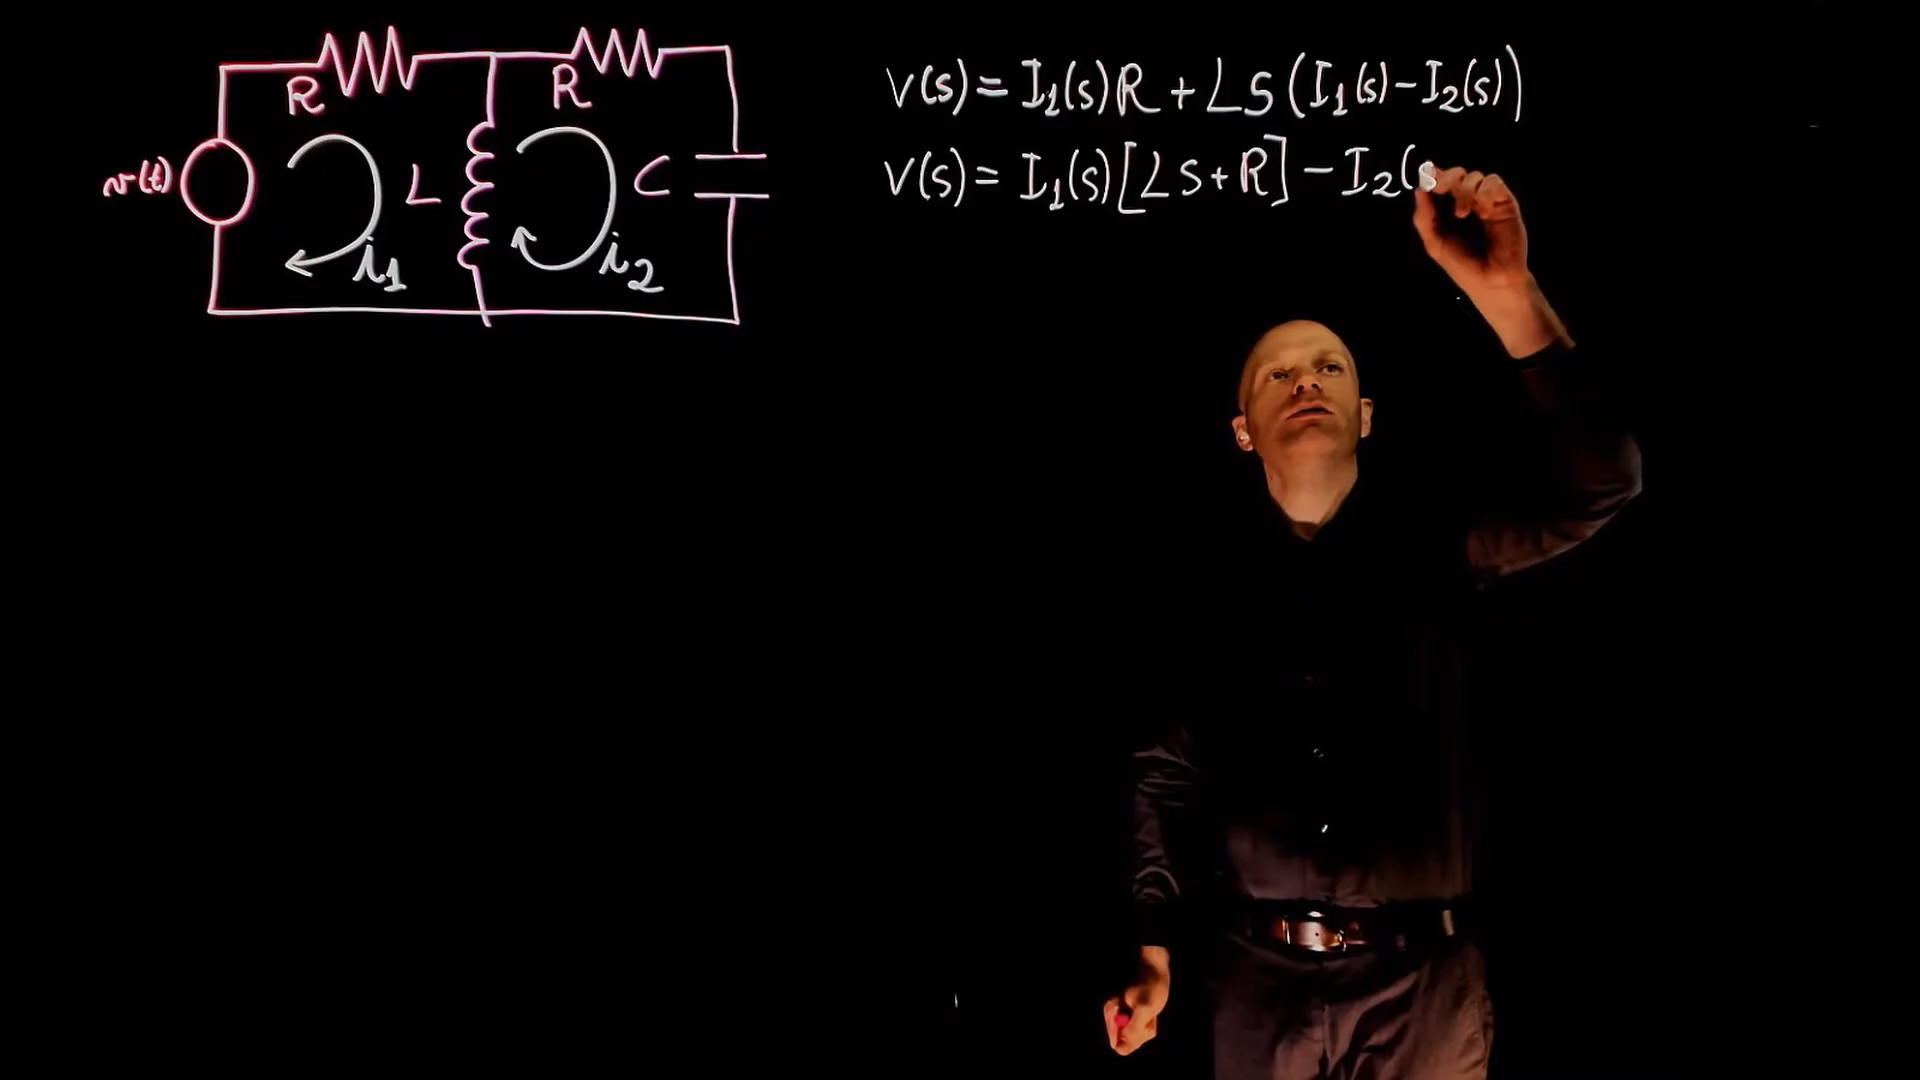 R
R
v(t)
L
C
i1
i2
V(s) = I1(s)R + LS(I1(s) - I2(s))
V(s) = I1(s)[LS + R] - I2(s